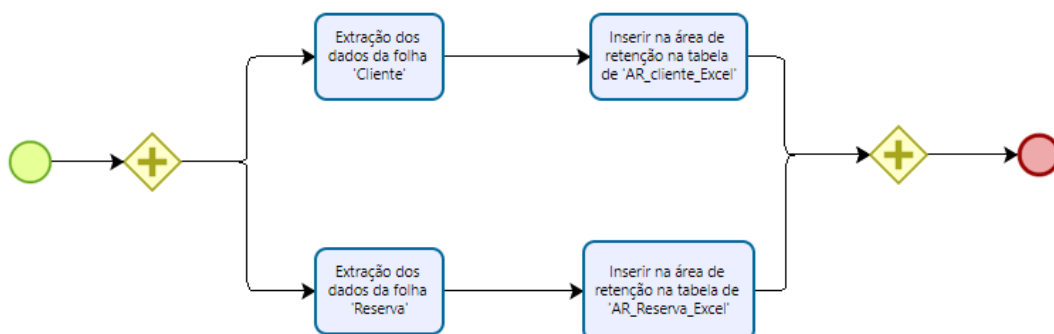 Extração dos
dados da folha
'Cliente'
Inserir na área de
retenção na tabela
de 'AR_cliente_Excel'
Extração dos
dados da folha
'Reserva'
Inserir na área de
retenção na tabela de
'AR_Reserva_Excel'